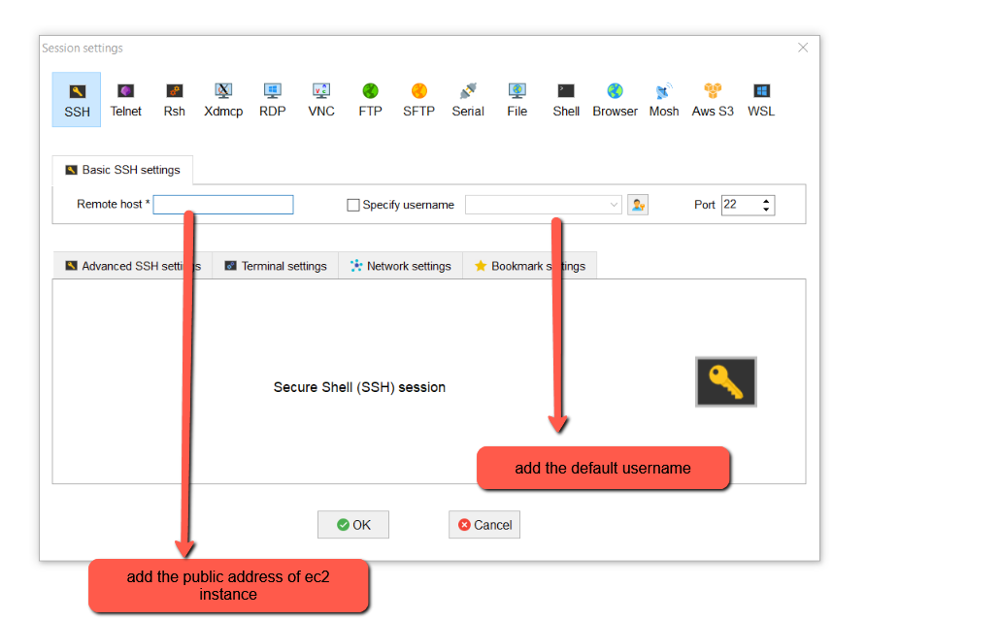 Session settings
SSH Telnet Rsh Xdmcp RDP VNC FTP SFTP Serial File Shell Browser Mosh Aws S3 WSL
Basic SSH settings
Remote host * Specify username Port 22
Advanced SSH settings Terminal settings Network settings Bookmark settings
Secure Shell (SSH) session
add the default username
OK Cancel
add the public address of ec2
instance